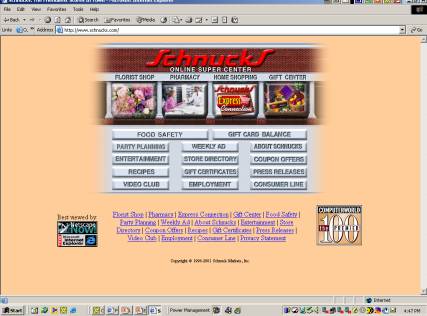 Schnucks, The Friendliest Stores in Town - Microsoft Internet Explorer
File Edit View Favorites Tools Help
Back Search Favorites Media
Links Address http://www.schnucks.com/ Go
Schnucks
ONLINE SUPER CENTER
FLORIST SHOP PHARMACY HOME SHOPPING GIFT CENTER
Schnucks
Express
Connection
FOOD SAFETY GIFT CARD BALANCE
PARTY PLANNING WEEKLY AD ABOUT SCHNUCKS
ENTERTAINMENT STORE DIRECTORY COUPON OFFERS
RECIPES GIFT CERTIFICATES PRESS RELEASES
VIDEO CLUB EMPLOYMENT CONSUMER LINE
Best viewed by
Netscape
NOW!
Microsoft
Internet
Explorer
Florist Shop | Pharmacy | Express Connection | Gift Center | Food Safety |
Party Planning | Weekly Ad | About Schnucks | Entertainment | Store
Directory | Coupon Offers | Recipes | Gift Certificates | Press Releases |
Video Club | Employment | Consumer Line | Privacy Statement
COMPUTERWORLD
the PREMIER
100
Copyright © 1996-2001 Schnuck Markets, Inc.
Internet
Start Power Management 4:47 PM